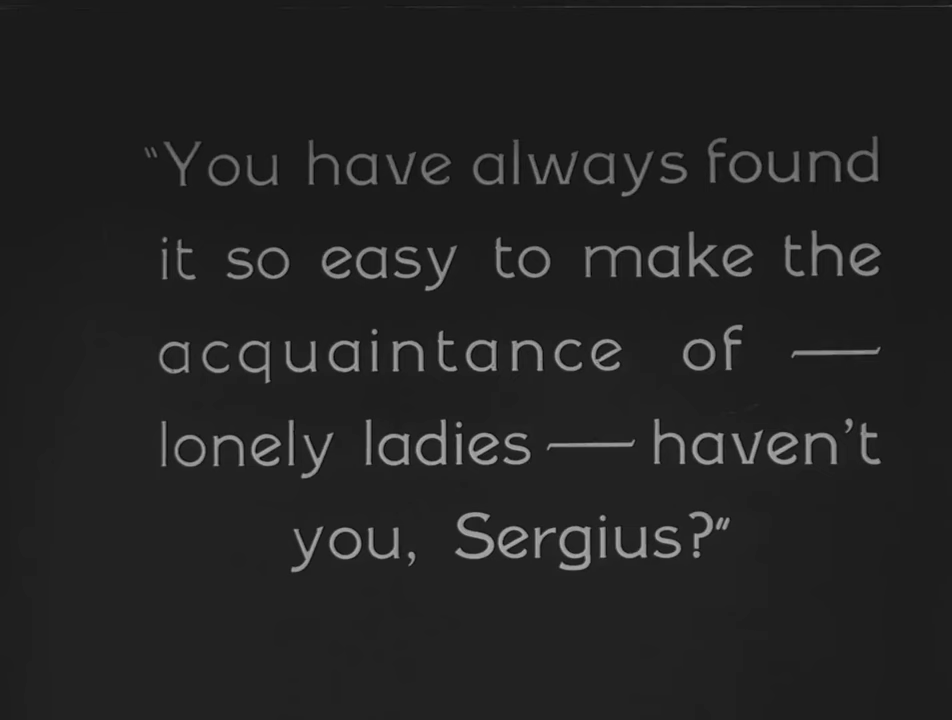 "You have always found
it so easy to make the
acquaintance of —
lonely ladies — haven't
you, Sergius?"